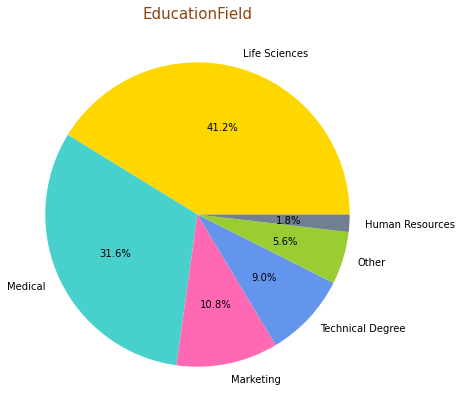 EducationField
Life Sciences
41.2%
Medical
31.6%
Marketing
10.8%
Technical Degree
9.0%
Other
5.6%
Human Resources
1.8%